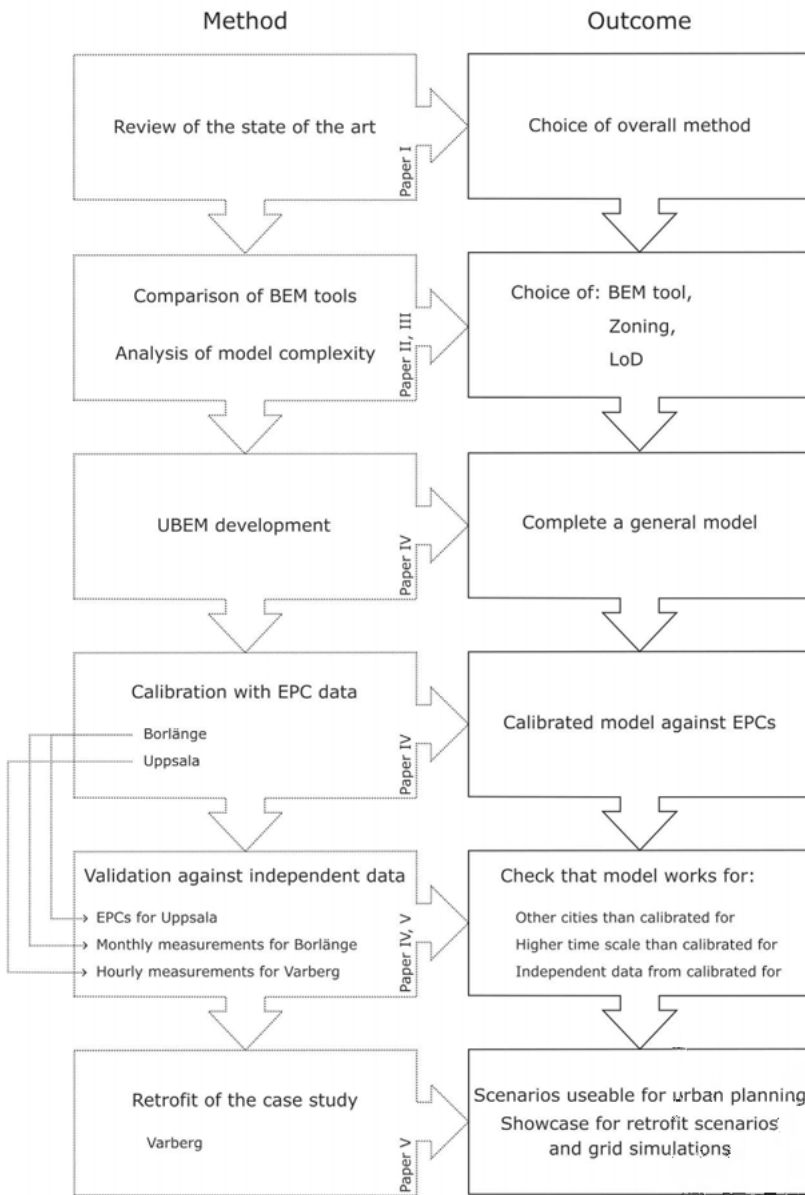 Method
Outcome
Review of the state of the art
Paper I
Choice of overall method
Comparison of BEM tools
Analysis of model complexity
Paper II, III
Choice of: BEM tool,
Zoning,
LoD
UBEM development
Paper IV
Complete a general model
Calibration with EPC data
Borlänge
Uppsala
Paper IV
Calibrated model against EPCs
Validation against independent data
EPCs for Uppsala
Monthly measurements for Borlänge
Hourly measurements for Varberg
Paper IV, V
Check that model works for:
Other cities than calibrated for
Higher time scale than calibrated for
Independent data from calibrated for
Retrofit of the case study
Varberg
Paper V
Scenarios useable for urban planning
Showcase for retrofit scenarios
and grid simulations